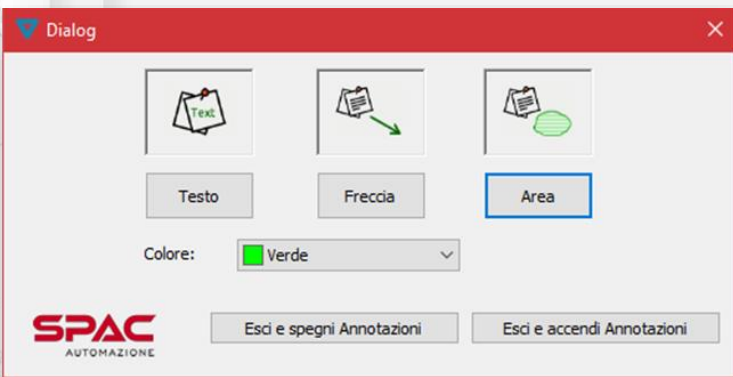 Dialog
Text
Testo
Freccia
Area
Colore:
Verde
SPAC
AUTOMAZIONE
Esci e spegni Annotazioni
Esci e accendi Annotazioni